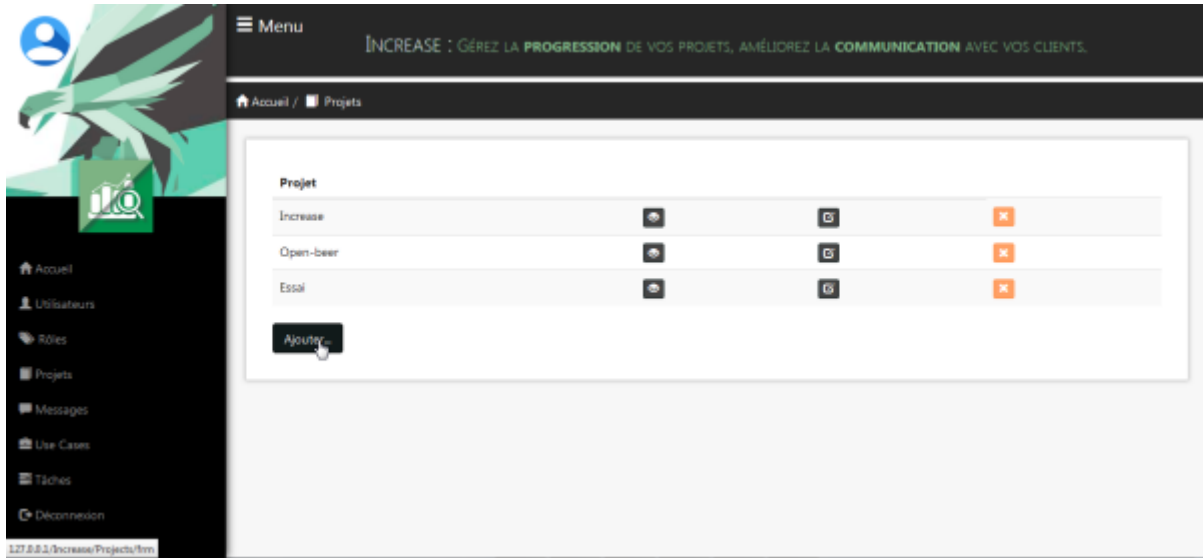 Menu
INCREASE : GÉREZ LA PROGRESSION DE VOS PROJETS, AMÉLIOREZ LA COMMUNICATION AVEC VOS CLIENTS.
Accueil / Projets
Projet
Increase
Open-beer
Essai
Ajouter...
Accueil
Utilisateurs
Rôles
Projets
Messages
Use Cases
Tâches
Déconnexion
127.0.0.1/Increase/Projects/frm